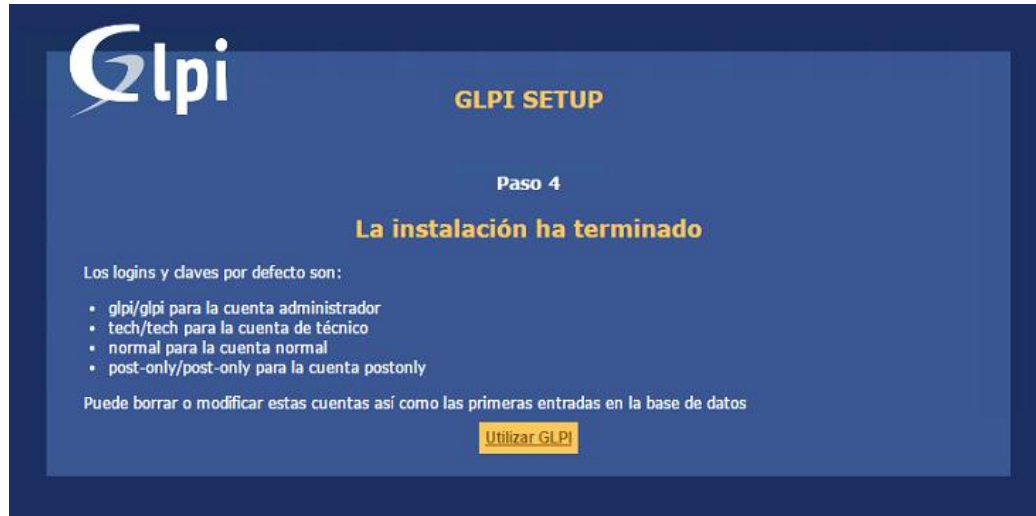 Glpi
GLPI SETUP
Paso 4
La instalación ha terminado
Los logins y claves por defecto son:
• glpi/glpi para la cuenta administrador
• tech/tech para la cuenta de técnico
• normal para la cuenta normal
• post-only/post-only para la cuenta postonly
Puede borrar o modificar estas cuentas así como las primeras entradas en la base de datos
Utilizar GLPI